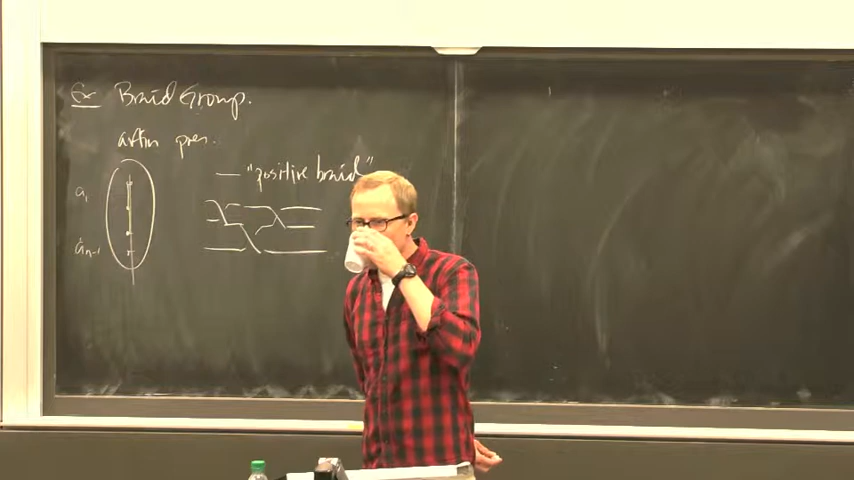 Ex Braid Group.
artin pres.
— "positive braid"
a₁
aₙ₋₁